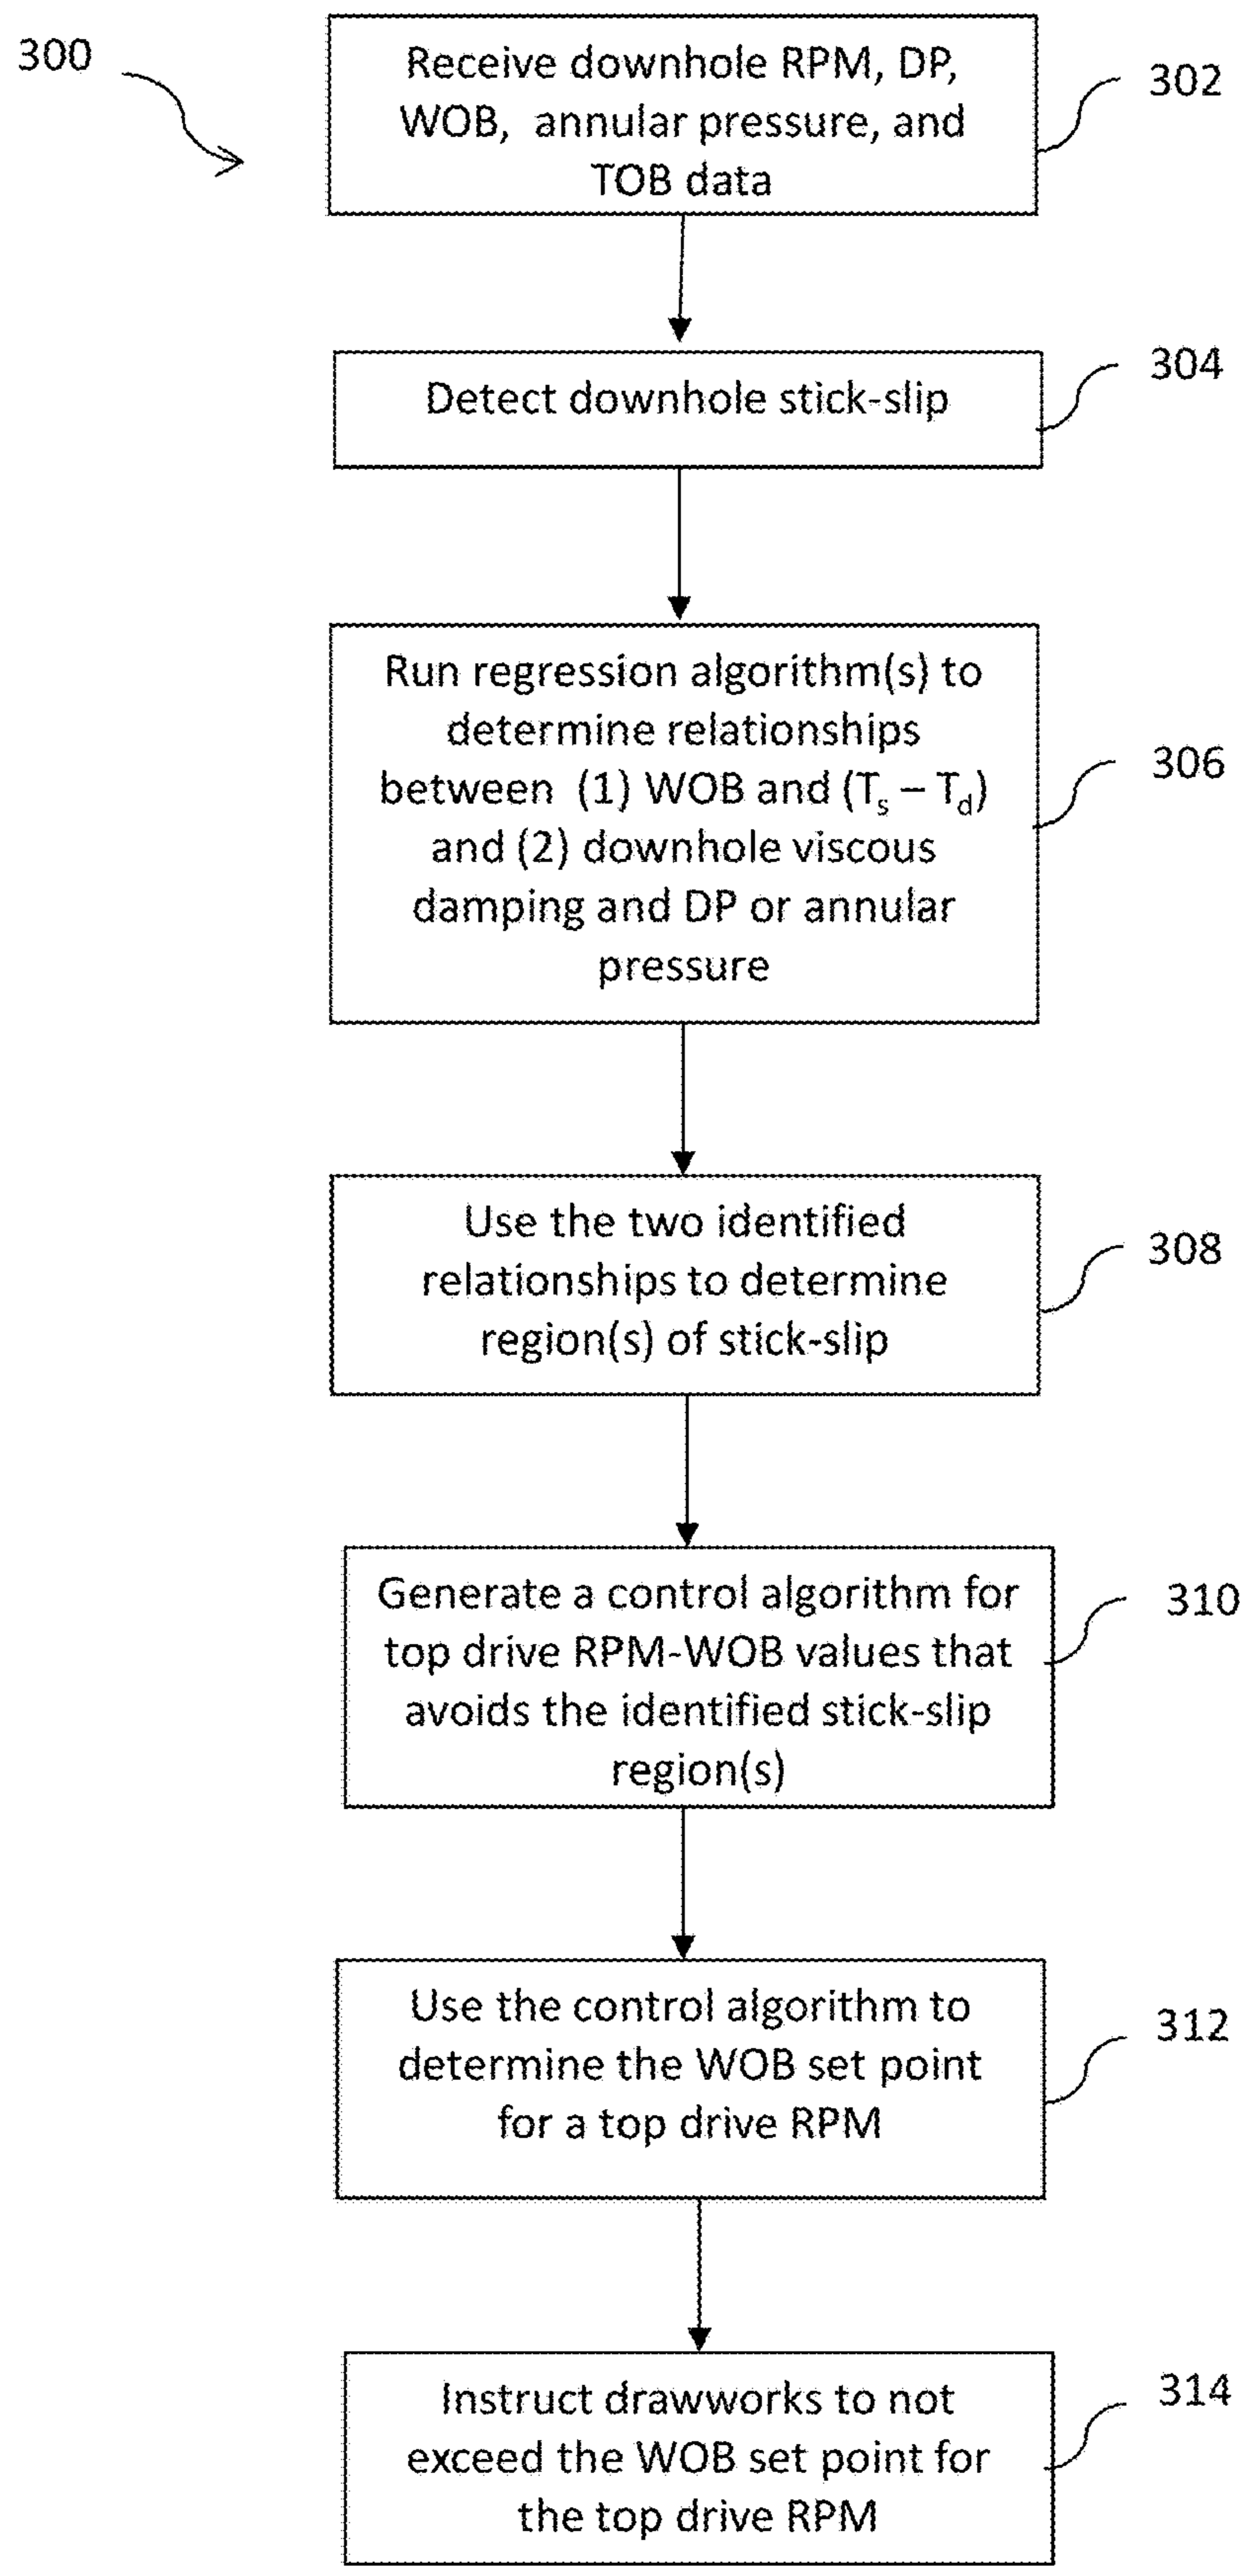 300
Receive downhole RPM, DP,
WOB, annular pressure, and
TOB data
302
Detect downhole stick-slip
304
Run regression algorithm(s) to
determine relationships
between (1) WOB and (Ts – Td)
and (2) downhole viscous
damping and DP or annular
pressure
306
Use the two identified
relationships to determine
region(s) of stick-slip
308
Generate a control algorithm for
top drive RPM-WOB values that
avoids the identified stick-slip
region(s)
310
Use the control algorithm to
determine the WOB set point
for a top drive RPM
312
Instruct drawworks to not
exceed the WOB set point for
the top drive RPM
314